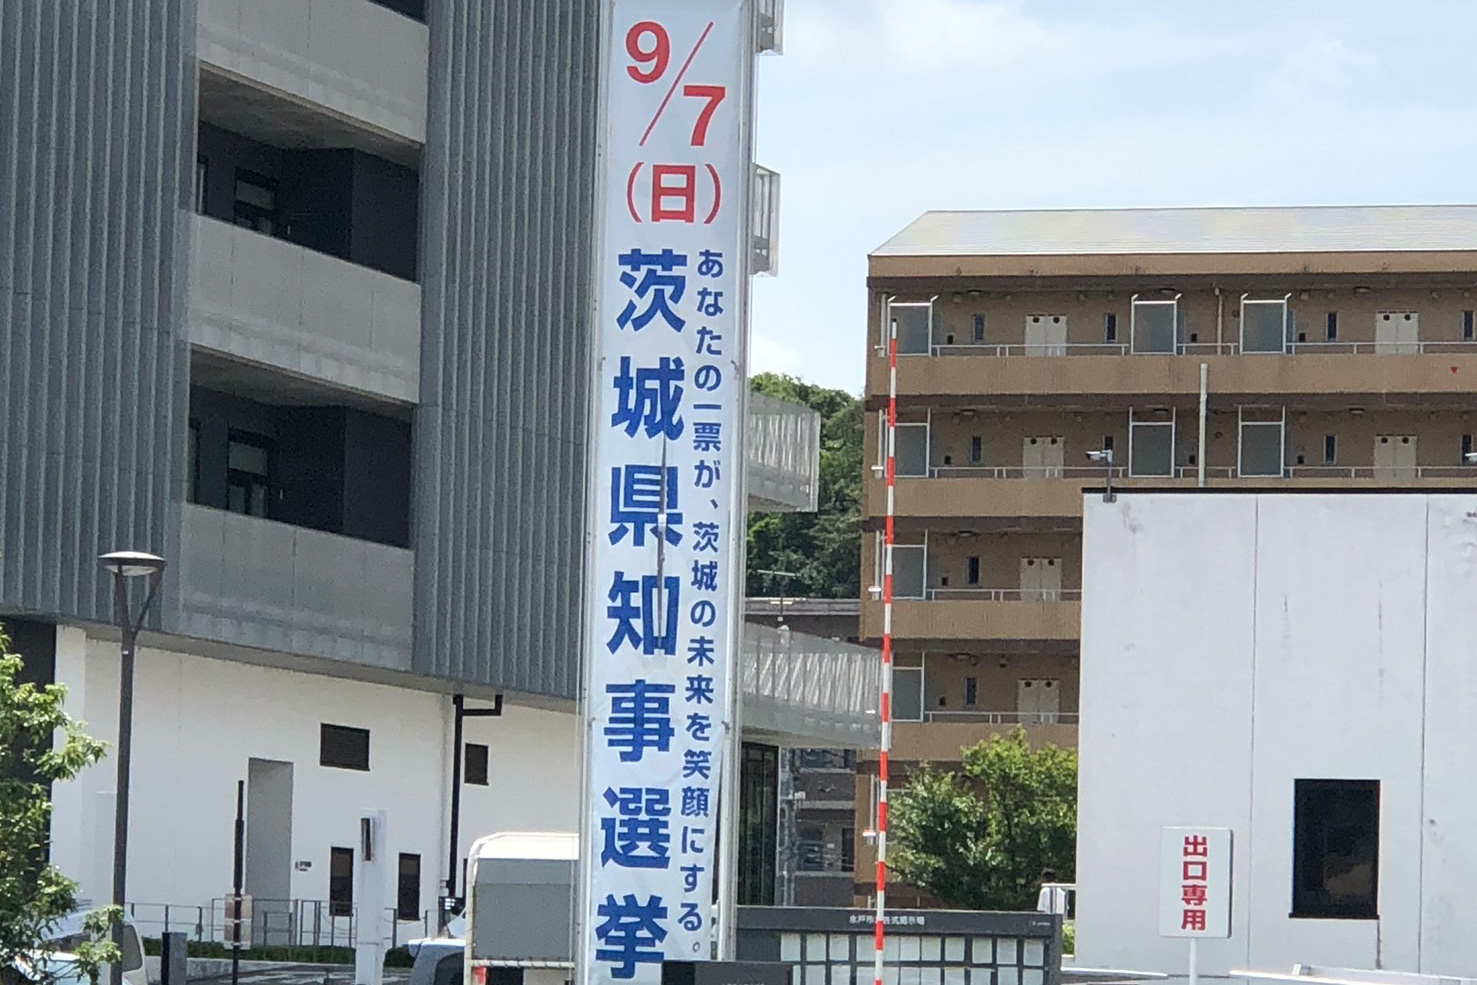 9/7
(日)
茨城県知事選挙
あなたの一票が、茨城の未来を笑顔にする。
出口専用